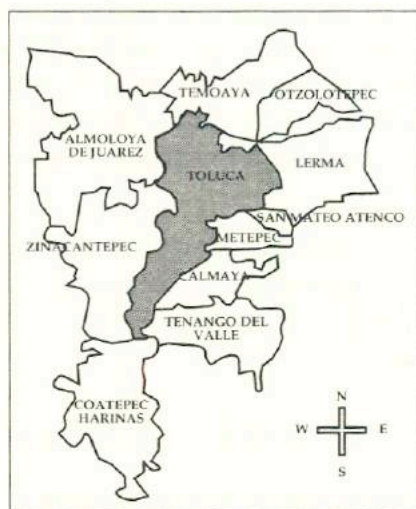 TEMOAYA
OTZOLOTEPEC
ALMOLOYA
DE JUAREZ
LERMA
TOLUCA
SAN MATEO ATENCO
ZINACANTEPEC
METEPEC
CALMAYA
TENANGO DEL
VALLE
COATEPEC
HARINAS
N
W E
S